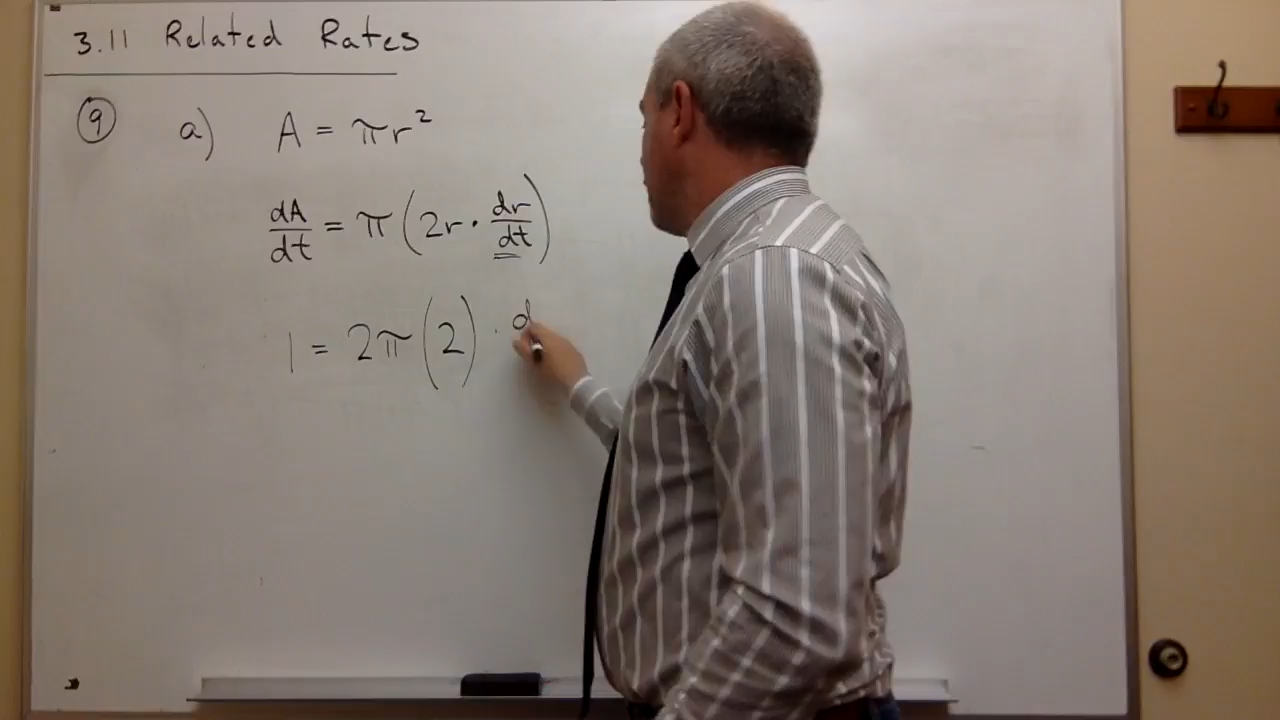 3.11 Related Rates
9 a) A = πr²
dA/dt = π(2r · dr/dt)
1 = 2π(2) · d